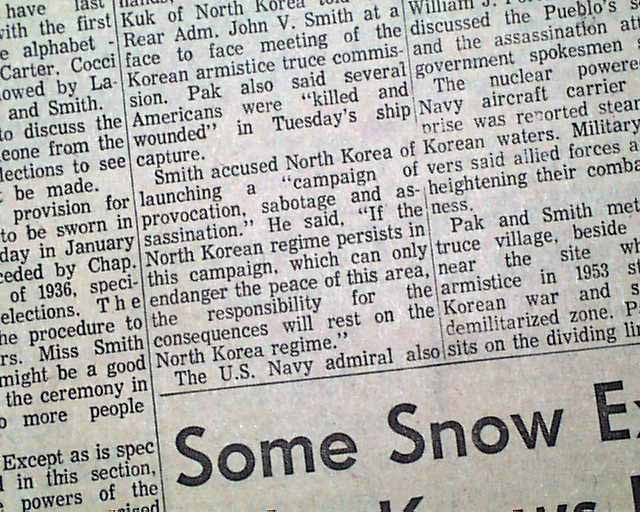 have last
with the first
e alphabet -
Carter, Cocci
owed by La-
and Smith.
to discuss the
eone from the
lections to see
be made.
provision for
to be sworn in
day in January
ceded by Chap.
of 1936, speci-
elections. The
he procedure to
rs. Miss Smith
might be a good
the ceremony in
o more people
Except as is spec
in this section,
powers of the
Kuk of North Korea
Rear Adm. John V. Smith at a
face to face meeting of the
Korean armistice truce commis-
sion. Pak also said several
Americans were "killed and
wounded" in Tuesday's ship
capture.
Smith accused North Korea of
launching a "campaign of
provocation, sabotage and as-
sassination." He said, "If the
North Korean regime persists in
this campaign, which can only
endanger the peace of this area,
the responsibility for the
consequences will rest on the
North Korea regime."
The U.S. Navy admiral also
William J.
discussed the Pueblo's s
and the assassination at
government spokesmen
The nuclear powere
Navy aircraft carrier
prise was reported stea
Korean waters. Military
vers said allied forces a
heightening their comba
ness.
Pak and Smith met
truce village, beside
near the site w
armistice in 1953 s
Korean war and s
demilitarized zone. P
sits on the dividing li
Some Snow Ex